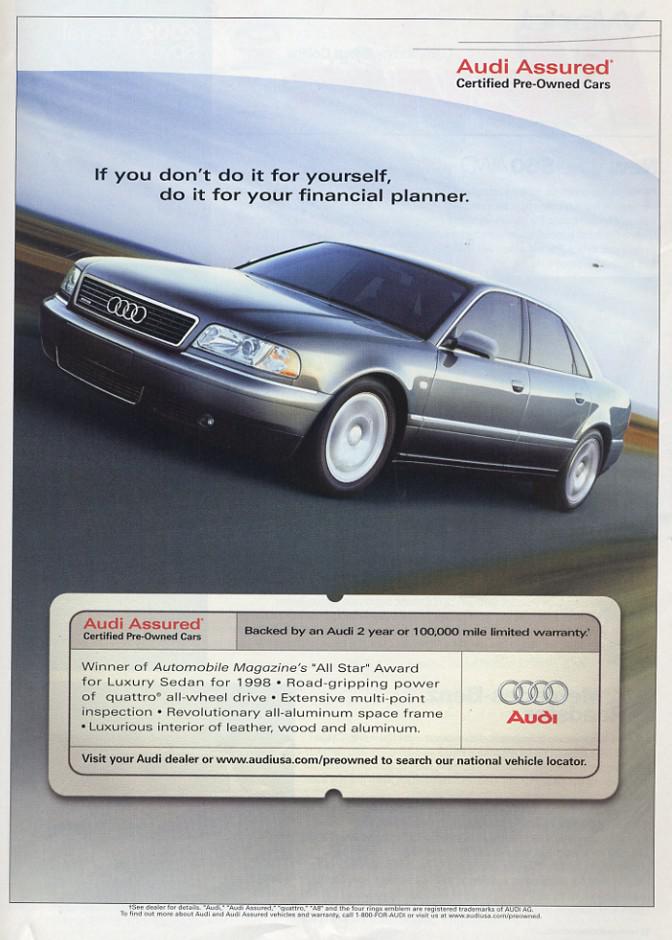 Audi Assured®
Certified Pre-Owned Cars
If you don't do it for yourself,
do it for your financial planner.
Audi Assured®
Certified Pre-Owned Cars
Backed by an Audi 2 year or 100,000 mile limited warranty.†
Winner of Automobile Magazine's "All Star" Award
for Luxury Sedan for 1998 • Road-gripping power
of quattro® all-wheel drive • Extensive multi-point
inspection • Revolutionary all-aluminum space frame
• Luxurious interior of leather, wood and aluminum.
Audi
Visit your Audi dealer or www.audiusa.com/preowned to search our national vehicle locator.
†See dealer for details. "Audi," "Audi Assured," "quattro," "A8" and the four rings emblem are registered trademarks of AUDI AG.
To find out more about Audi and Audi Assured vehicles and warranty, call 1-800-FOR-AUDI or visit us at www.audiusa.com/preowned.